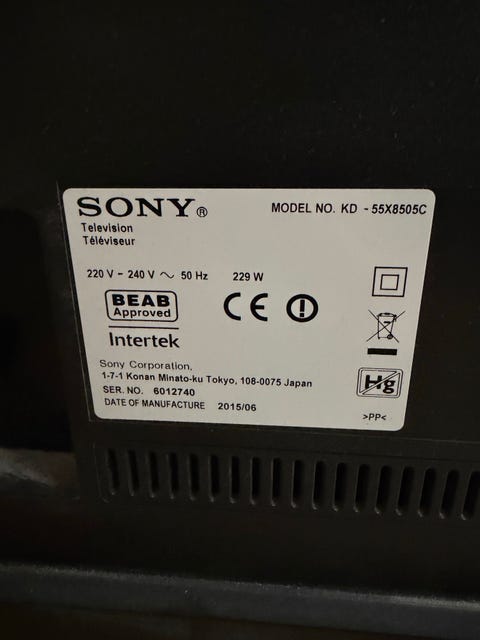 SONY® MODEL NO. KD - 55X8505C
Television
Téléviseur
220 V - 240 V ~ 50 Hz 229 W
BEAB
Approved
CE
Intertek
Hg
Sony Corporation,
1-7-1 Konan Minato-ku Tokyo, 108-0075 Japan
SER. NO. 6012740
DATE OF MANUFACTURE 2015/06
>PP<